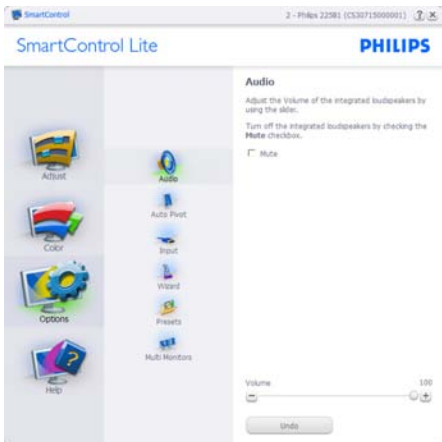 SmartControl
2 - Philips 225B1 (CS30715000001)
SmartControl Lite
PHILIPS
Adjust
Color
Options
Help
Audio
Auto Pivot
Input
Wizard
Presets
Multi Monitors
Audio
Adjust the Volume of the integrated loudspeakers by
using the slider.
Turn off the integrated loudspeakers by checking the
Mute checkbox.
Mute
Volume 100
Undo